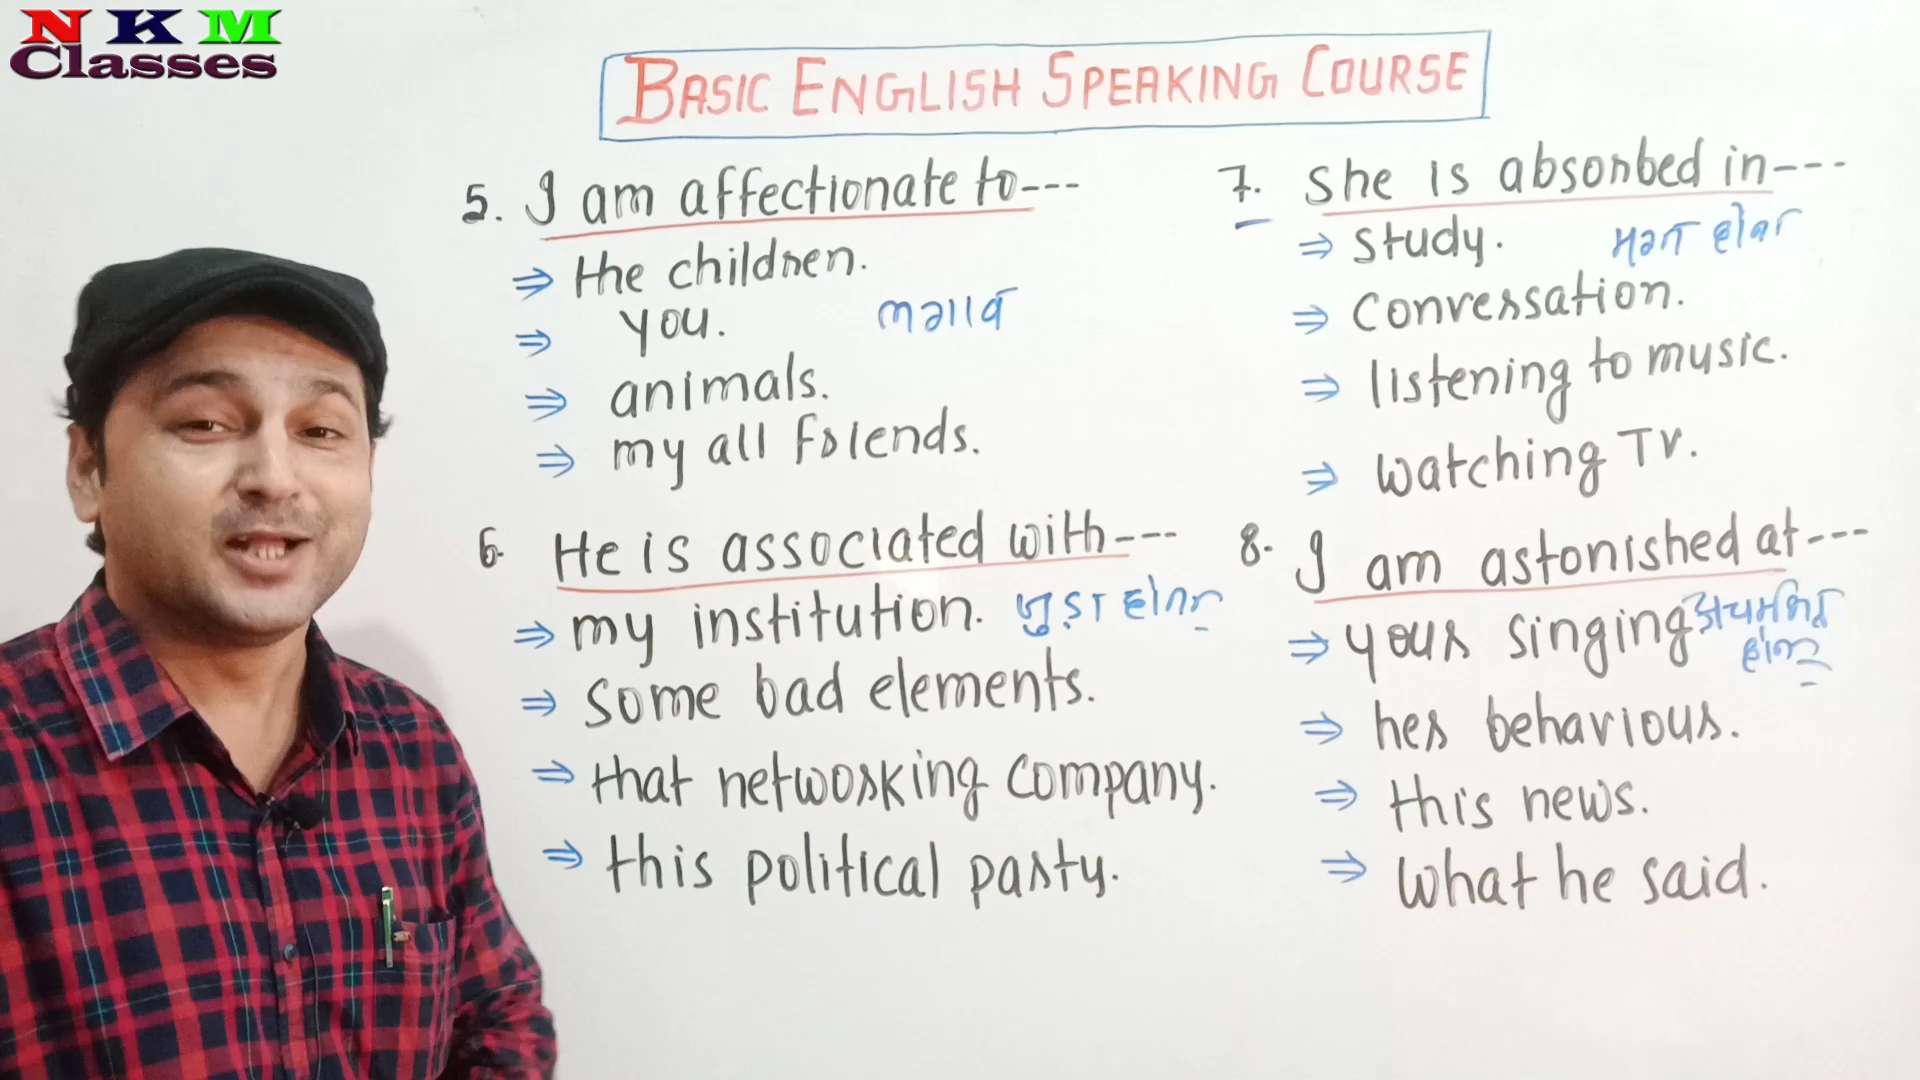 NKM
Classes
BASIC ENGLISH SPEAKING COURSE
5. I am affectionate to---
⇒ the children.
⇒ you. लगाव
⇒ animals.
⇒ my all friends.
6. He is associated with---
⇒ my institution. जुड़ा होना
⇒ some bad elements.
⇒ that networking company.
⇒ this political party.
7. She is absorbed in---
⇒ study. मग्न होना
⇒ conversation.
⇒ listening to music.
⇒ watching TV.
8. I am astonished at---
⇒ your singing
होना
⇒ her behaviour.
⇒ this news.
⇒ what he said.